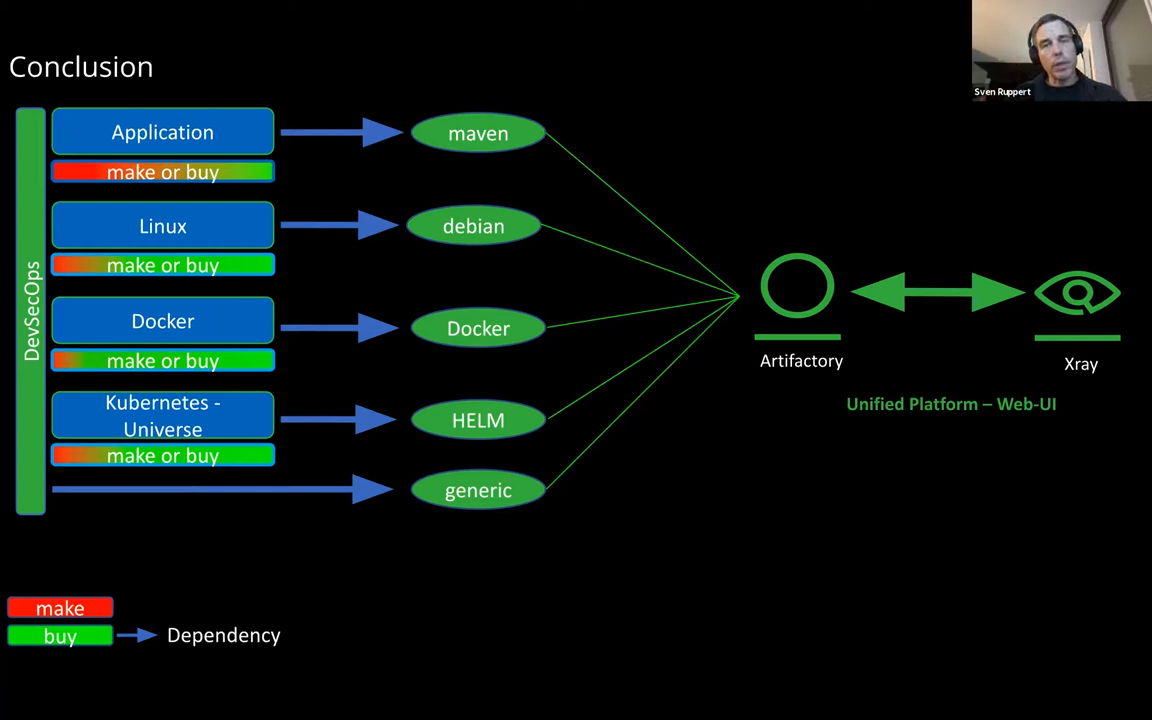 Sven Ruppert
Conclusion
DevSecOps
Application
make or buy
maven
Linux
make or buy
debian
Docker
make or buy
Docker
Kubernetes -
Universe
make or buy
HELM
generic
Artifactory
Xray
Unified Platform – Web-UI
make
buy
Dependency